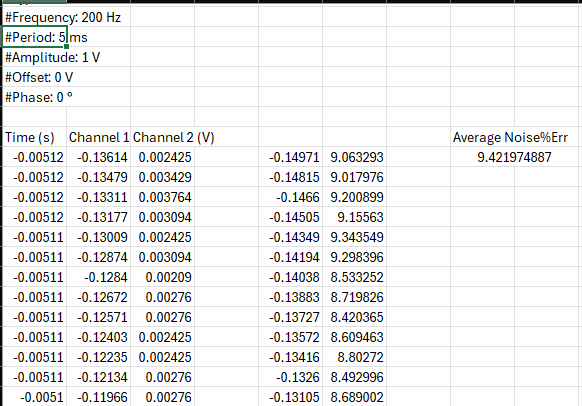 #Frequency: 200 Hz
#Period: 5 ms
#Amplitude: 1 V
#Offset: 0 V
#Phase: 0 °
Time (s) Channel 1 Channel 2 (V) Average Noise%Err
-0.00512 -0.13614 0.002425 -0.14971 9.063293 9.421974887
-0.00512 -0.13479 0.003429 -0.14815 9.017976
-0.00512 -0.13311 0.003764 -0.1466 9.200899
-0.00512 -0.13177 0.003094 -0.14505 9.15563
-0.00511 -0.13009 0.002425 -0.14349 9.343549
-0.00511 -0.12874 0.003094 -0.14194 9.298396
-0.00511 -0.1284 0.00209 -0.14038 8.533252
-0.00511 -0.12672 0.00276 -0.13883 8.719826
-0.00511 -0.12571 0.00276 -0.13727 8.420365
-0.00511 -0.12403 0.002425 -0.13572 8.609463
-0.00511 -0.12235 0.002425 -0.13416 8.80272
-0.00511 -0.12134 0.00276 -0.1326 8.492996
-0.0051 -0.11966 0.00276 -0.13105 8.689002